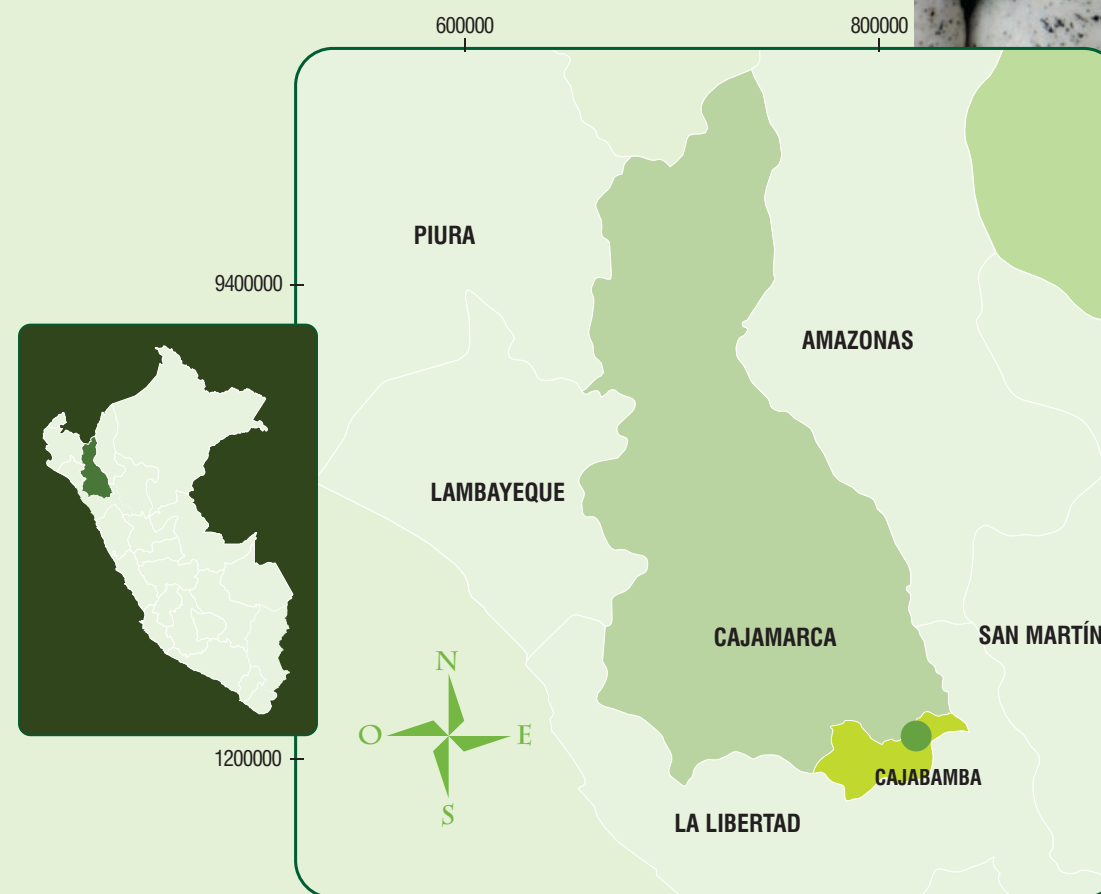 600000
800000
PIURA
9400000
AMAZONAS
LAMBAYEQUE
CAJAMARCA
SAN MARTÍN
N
O
E
S
1200000
CAJABAMBA
LA LIBERTAD